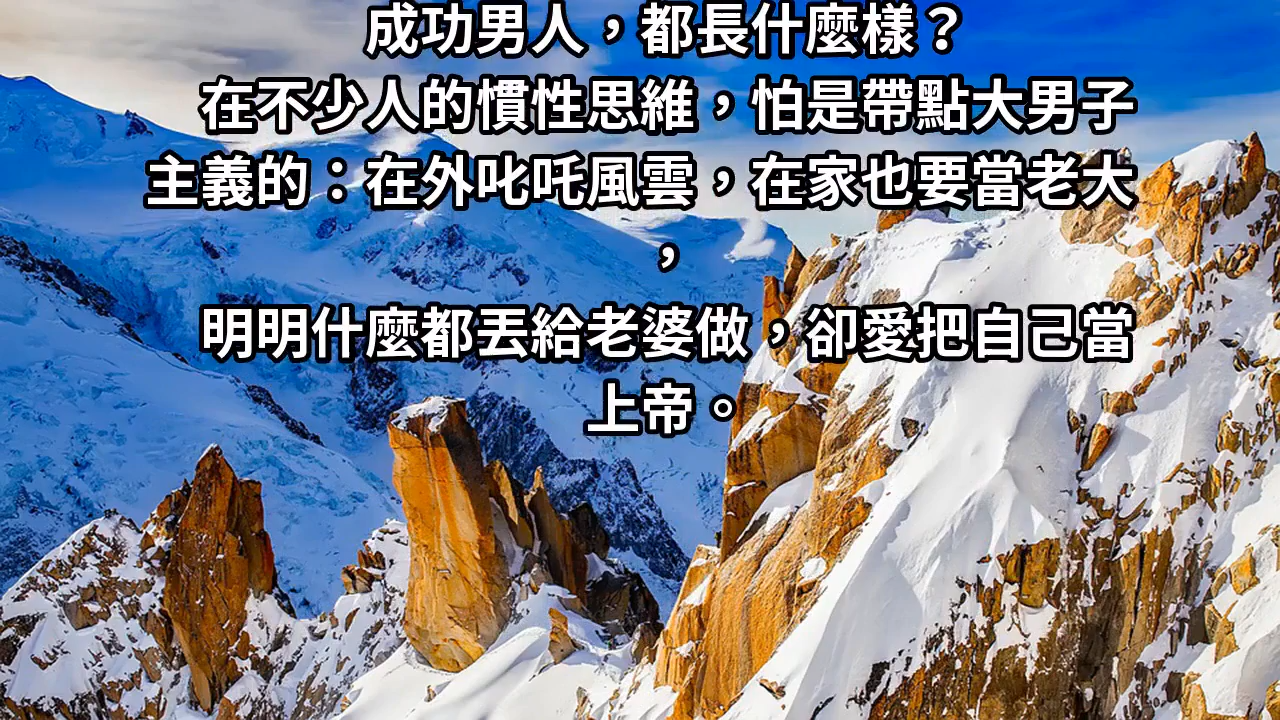 成功男人，都長什麼樣？
在不少人的慣性思維，怕是帶點大男子
主義的：在外叱吒風雲，在家也要當老大
，
明明什麼都丟給老婆做，卻愛把自己當
上帝。